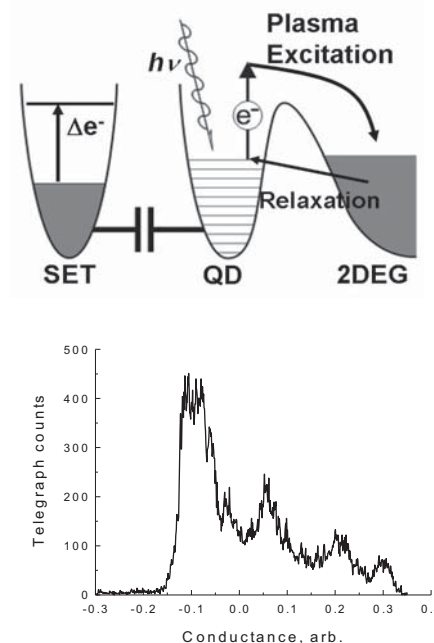 Plasma
Excitation
hν
e-
Δe-
Relaxation
SET
QD
2DEG
500
400
300
200
100
0
Telegraph counts
-0.3 -0.2 -0.1 0.0 0.1 0.2 0.3
Conductance, arb.